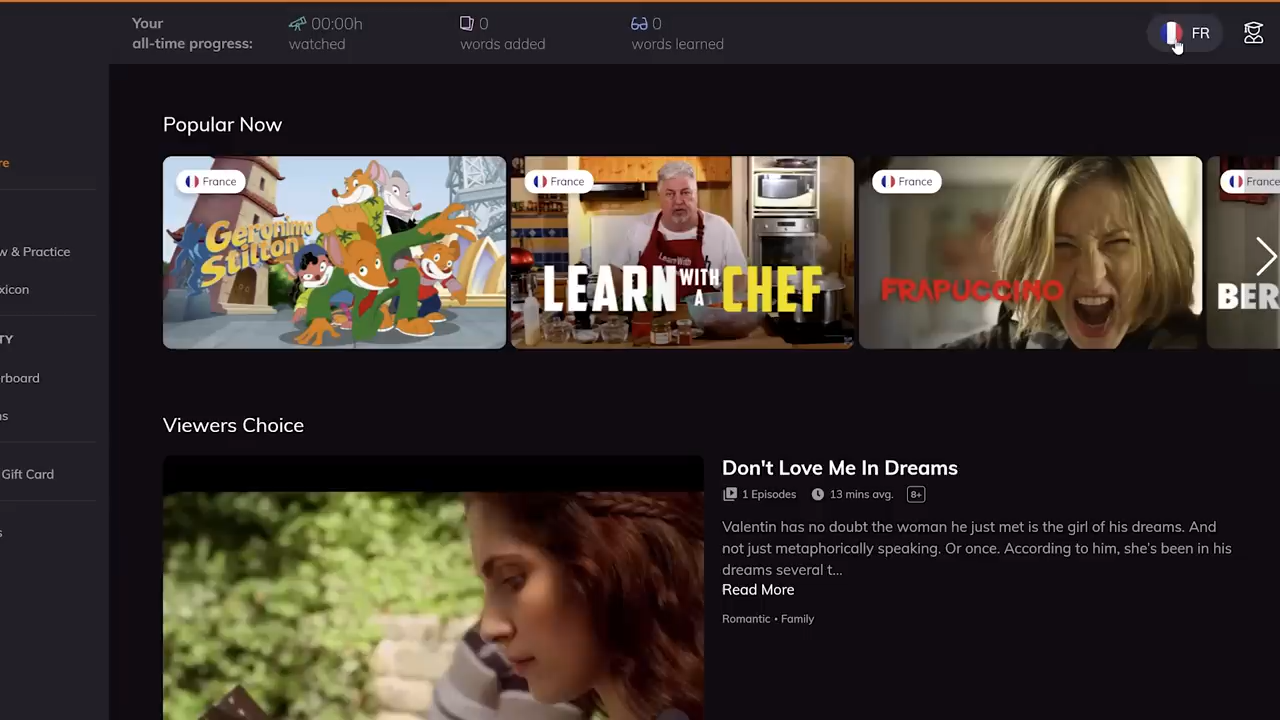 Your
all-time progress:
00:00h
watched
0
words added
0
words learned
FR
re
w & Practice
xicon
TY
rboard
ns
Gift Card
s
Popular Now
France
Geronimo
Stilton
France
LEARN WITH A CHEF
France
FRAPUCCINO
France
BER
Viewers Choice
Don't Love Me In Dreams
1 Episodes 13 mins avg. 8+
Valentin has no doubt the woman he just met is the girl of his dreams. And
not just metaphorically speaking. Or once. According to him, she's been in his
dreams several t...
Read More
Romantic • Family